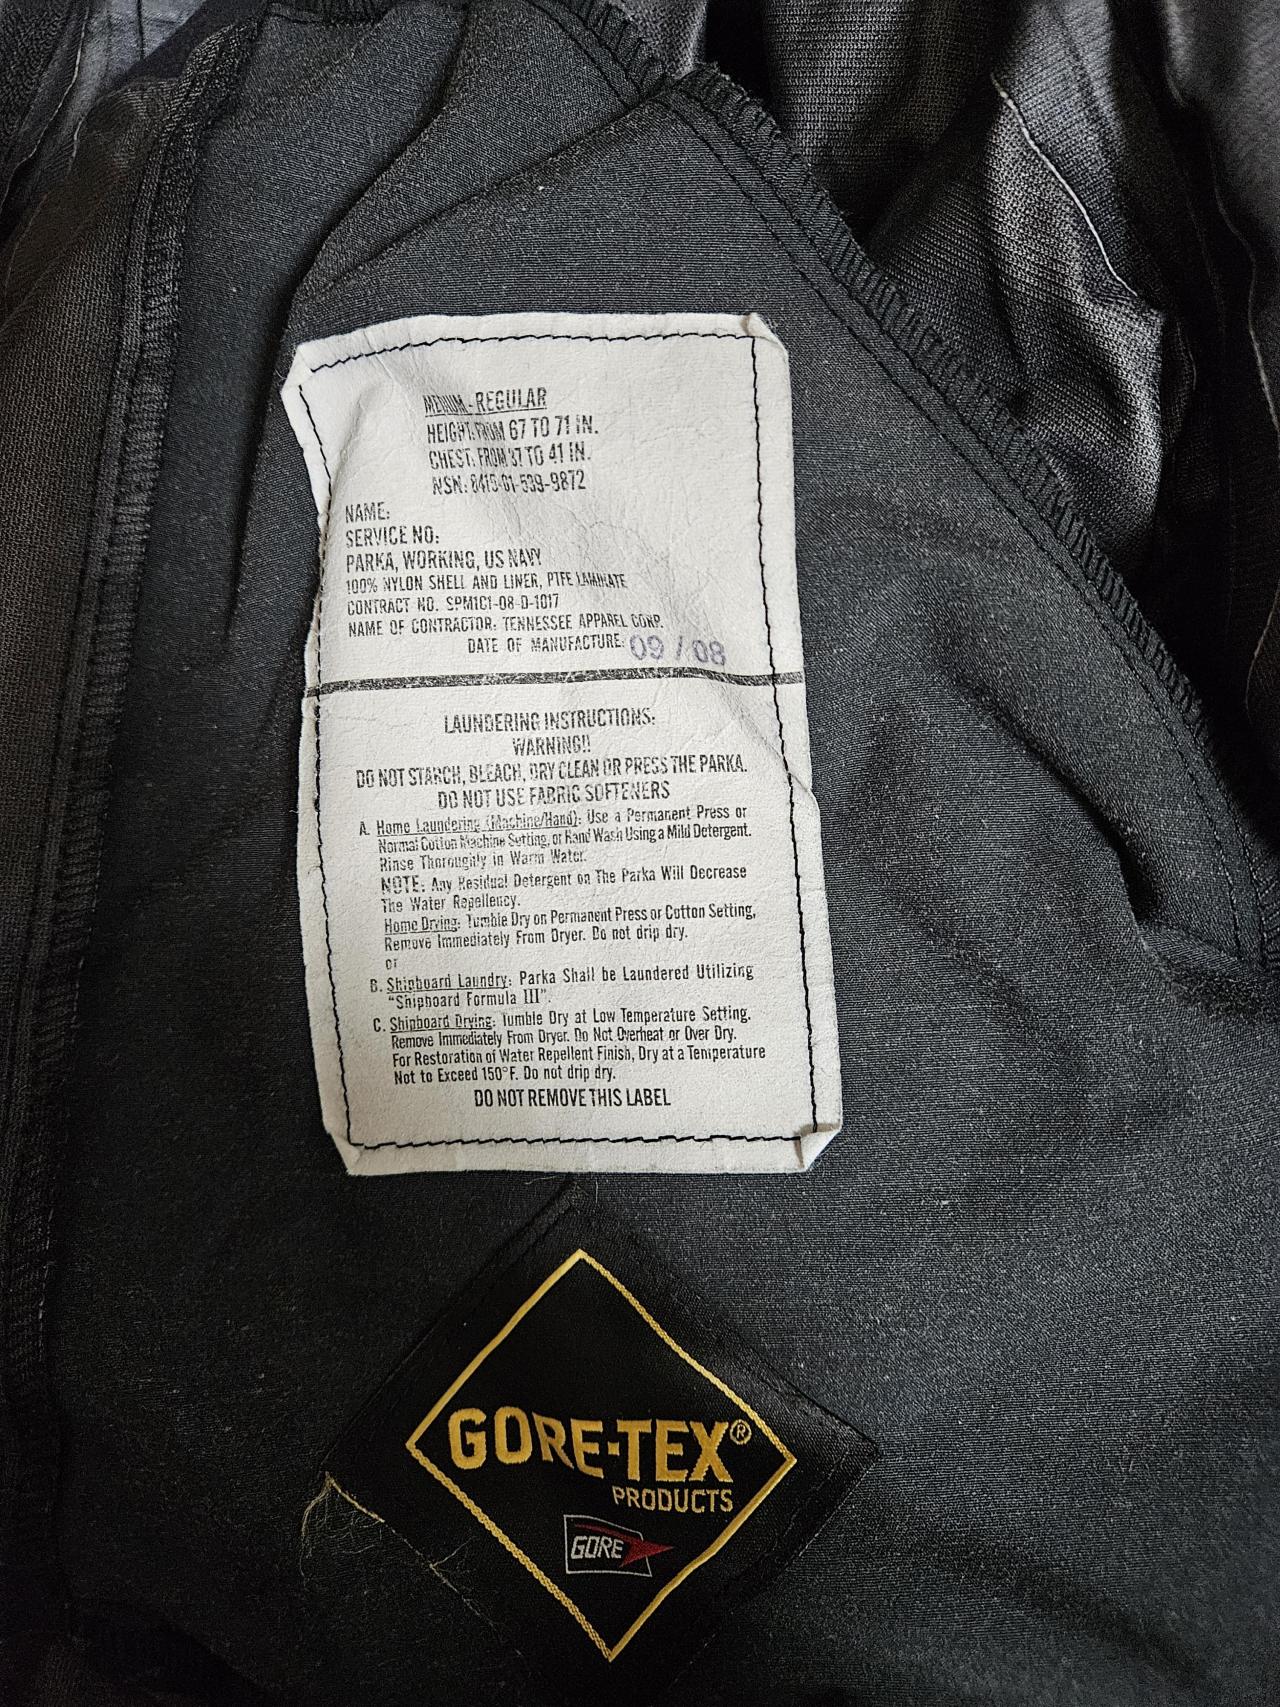 MEDIUM - REGULAR
HEIGHT: FROM 67 TO 71 IN.
CHEST: FROM 37 TO 41 IN.
NSN: 8415-01-539-9872
NAME:
SERVICE NO:
PARKA, WORKING, US NAVY
100% NYLON SHELL AND LINER, PTFE LAMINATE
CONTRACT NO. SPM1C1-08-D-1017
NAME OF CONTRACTOR: TENNESSEE APPAREL CORP.
DATE OF MANUFACTURE: 09 / 08
LAUNDERING INSTRUCTIONS:
WARNING!!
DO NOT STARCH, BLEACH, DRY CLEAN OR PRESS THE PARKA.
DO NOT USE FABRIC SOFTENERS
A. Home Laundering (Machine/Hand): Use a Permanent Press or
Normal Cotton Machine Setting, or Hand Wash Using a Mild Detergent.
Rinse Thoroughly in Warm Water.
NOTE: Any Residual Detergent on The Parka Will Decrease
The Water Repellency.
Home Drying: Tumble Dry on Permanent Press or Cotton Setting,
Remove Immediately From Dryer. Do not drip dry.
or
B. Shipboard Laundry: Parka Shall be Laundered Utilizing
"Shipboard Formula III".
C. Shipboard Drying: Tumble Dry at Low Temperature Setting.
Remove Immediately From Dryer. Do Not Overheat or Over Dry.
For Restoration of Water Repellent Finish, Dry at a Temperature
Not to Exceed 150°F. Do not drip dry.
DO NOT REMOVE THIS LABEL
GORE-TEX®
PRODUCTS
GORE